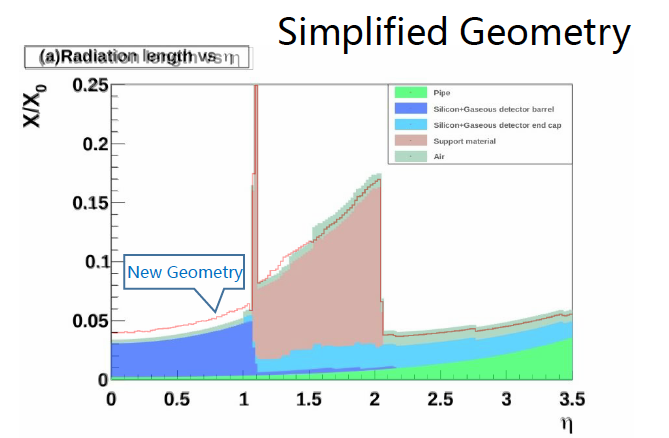 Simplified Geometry
(a)Radiation length vs η
X/X0
0.25
0.2
0.15
0.1
0.05
0
Pipe
Silicon+Gaseous detector barrel
Silicon+Gaseous detector end cap
Support material
Air
New Geometry
0 0.5 1 1.5 2 2.5 3 3.5
η